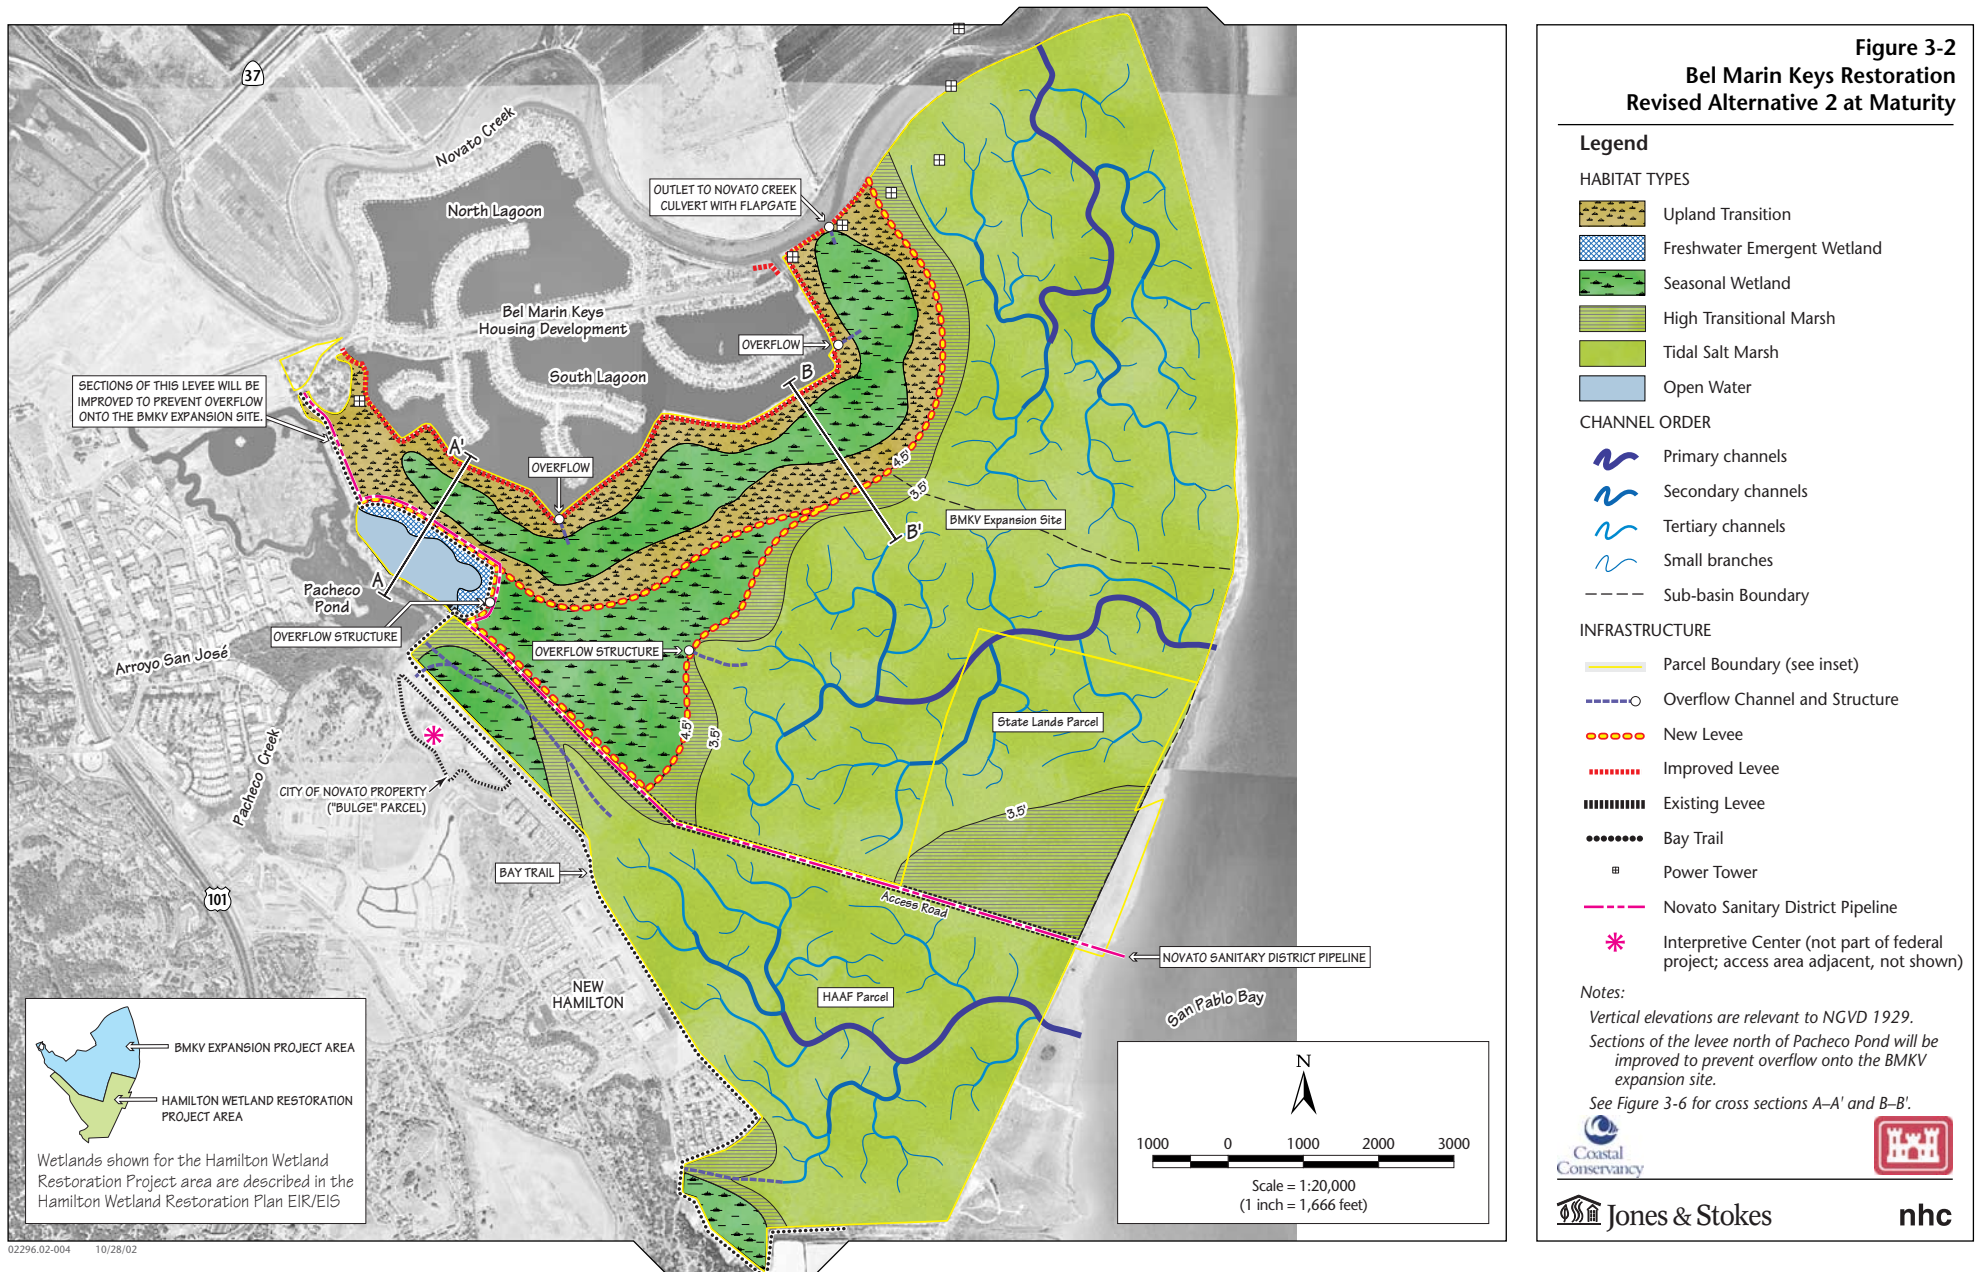 Figure 3-2
Bel Marin Keys Restoration
Revised Alternative 2 at Maturity
Legend
HABITAT TYPES
Upland Transition
Freshwater Emergent Wetland
Seasonal Wetland
High Transitional Marsh
Tidal Salt Marsh
Open Water
CHANNEL ORDER
Primary channels
Secondary channels
Tertiary channels
Small branches
Sub-basin Boundary
INFRASTRUCTURE
Parcel Boundary (see inset)
Overflow Channel and Structure
New Levee
Improved Levee
Existing Levee
Bay Trail
Power Tower
Novato Sanitary District Pipeline
Interpretive Center (not part of federal
project; access area adjacent, not shown)
Notes:
Vertical elevations are relevant to NGVD 1929.
Sections of the levee north of Pacheco Pond will be
improved to prevent overflow onto the BMKV
expansion site.
See Figure 3-6 for cross sections A–A' and B–B'.
Coastal
Conservancy
Jones & Stokes
nhc
37
Novato Creek
North Lagoon
OUTLET TO NOVATO CREEK
CULVERT WITH FLAPGATE
Bel Marin Keys
Housing Development
OVERFLOW
South Lagoon
B
SECTIONS OF THIS LEVEE WILL BE
IMPROVED TO PREVENT OVERFLOW
ONTO THE BMKV EXPANSION SITE.
A'
OVERFLOW
4.5'
3.5'
BMKV Expansion Site
B'
A
Pacheco
Pond
OVERFLOW STRUCTURE
OVERFLOW STRUCTURE
Arroyo San José
State Lands Parcel
4.5'
3.5'
Pacheco Creek
CITY OF NOVATO PROPERTY
("BULGE" PARCEL)
3.5'
BAY TRAIL
101
Access Road
NOVATO SANITARY DISTRICT PIPELINE
NEW
HAMILTON
HAAF Parcel
San Pablo Bay
BMKV EXPANSION PROJECT AREA
HAMILTON WETLAND RESTORATION
PROJECT AREA
Wetlands shown for the Hamilton Wetland
Restoration Project area are described in the
Hamilton Wetland Restoration Plan EIR/EIS
N
1000 0 1000 2000 3000
Scale = 1:20,000
(1 inch = 1,666 feet)
02296.02-004 10/28/02